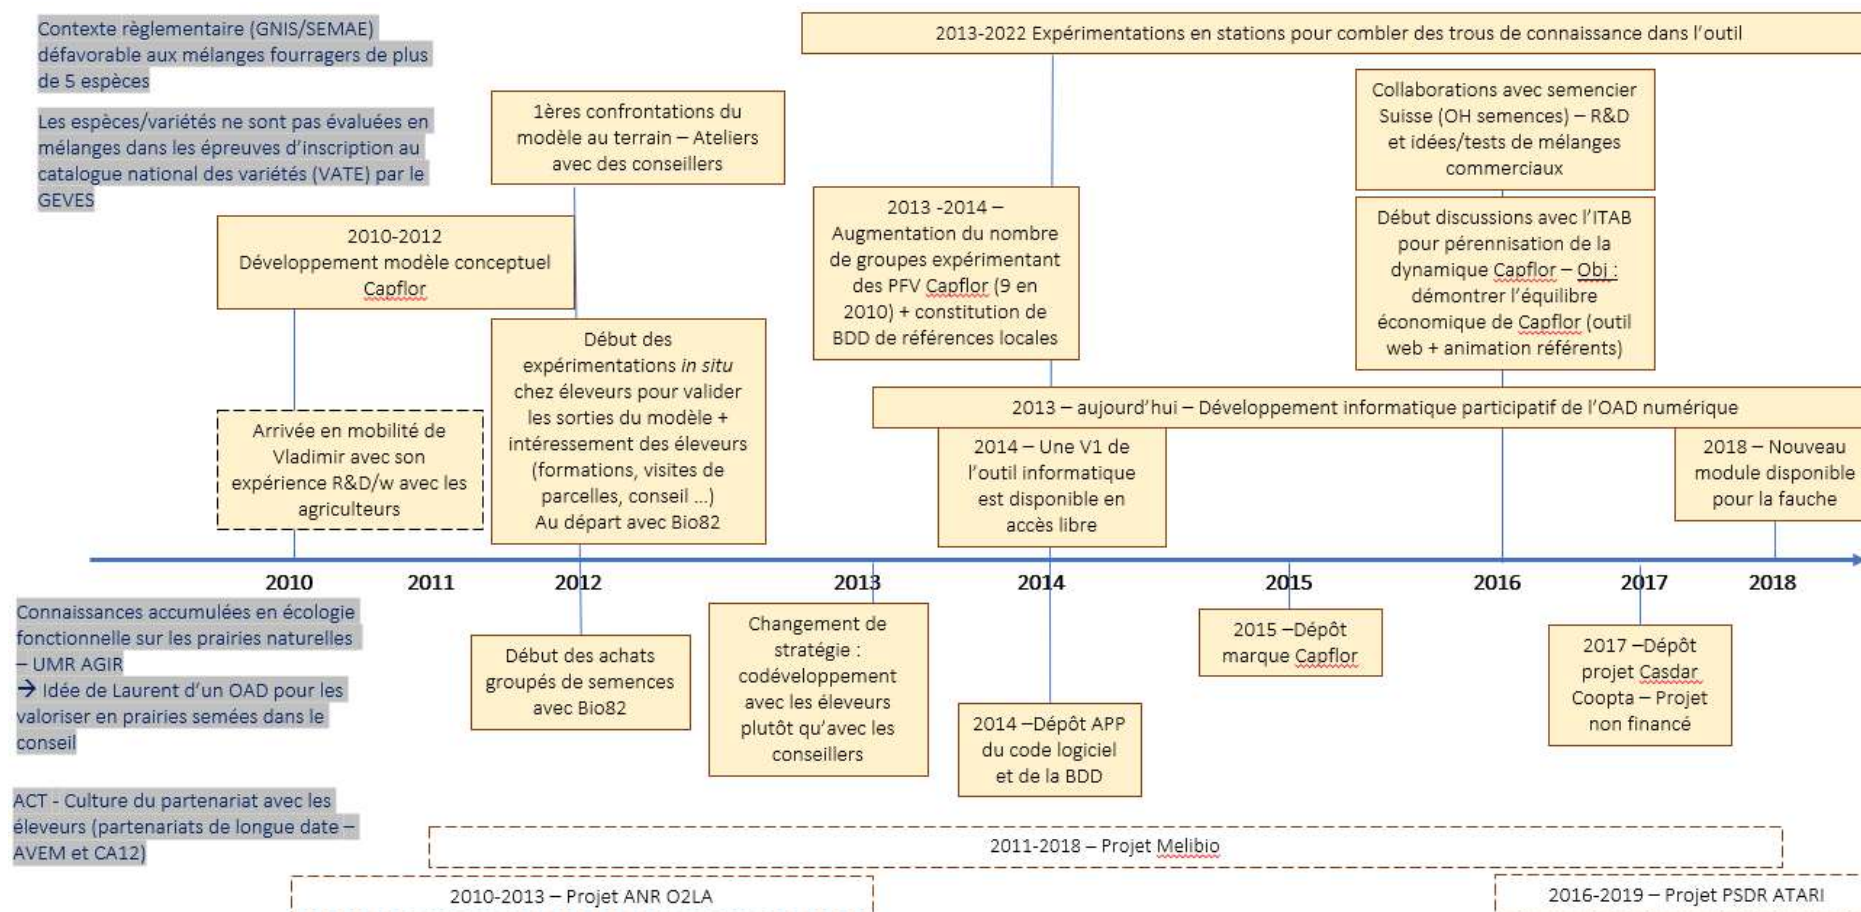 Contexte règlementaire (GNIS/SEMAE)
défavorable aux mélanges fourragers de plus
de 5 espèces
Les espèces/variétés ne sont pas évaluées en
mélanges dans les épreuves d’inscription au
catalogue national des variétés (VATE) par le
GEVES
2013-2022 Expérimentations en stations pour combler des trous de connaissance dans l’outil
1ères confrontations du
modèle au terrain – Ateliers
avec des conseillers
Collaborations avec semencier
Suisse (OH semences) – R&D
et idées/tests de mélanges
commerciaux
2010-2012
Développement modèle conceptuel
Capflor
2013 -2014 –
Augmentation du nombre
de groupes expérimentant
des PFV Capflor (9 en
2010) + constitution de
BDD de références locales
Début discussions avec l’ITAB
pour pérennisation de la
dynamique Capflor – Obj :
démontrer l’équilibre
économique de Capflor (outil
web + animation référents)
Début des
expérimentations in situ
chez éleveurs pour valider
les sorties du modèle +
intéressement des éleveurs
(formations, visites de
parcelles, conseil ...)
Au départ avec Bio82
2013 – aujourd’hui – Développement informatique participatif de l’OAD numérique
Arrivée en mobilité de
Vladimir avec son
expérience R&D/w avec les
agriculteurs
2014 – Une V1 de
l’outil informatique
est disponible en
accès libre
2018 – Nouveau
module disponible
pour la fauche
2010 2011 2012 2013 2014 2015 2016 2017 2018
Connaissances accumulées en écologie
fonctionnelle sur les prairies naturelles
– UMR AGIR
→ Idée de Laurent d’un OAD pour les
valoriser en prairies semées dans le
conseil
Début des achats
groupés de semences
avec Bio82
Changement de
stratégie :
codéveloppement
avec les éleveurs
plutôt qu’avec les
conseillers
2014 –Dépôt APP
du code logiciel
et de la BDD
2015 –Dépôt
marque Capflor
2017 –Dépôt
projet Casdar
Coopta – Projet
non financé
ACT - Culture du partenariat avec les
éleveurs (partenariats de longue date –
AVEM et CA12)
2011-2018 – Projet Melibio
2010-2013 – Projet ANR O2LA
2016-2019 – Projet PSDR ATARI